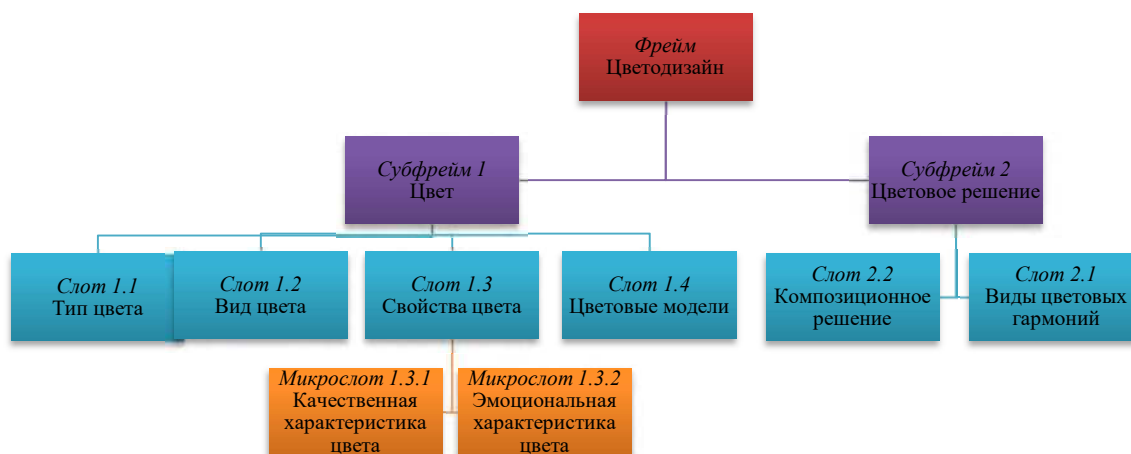 Фрейм
Цветодизайн
Субфрейм 1
Цвет
Субфрейм 2
Цветовое решение
Слот 1.1
Тип цвета
Слот 1.2
Вид цвета
Слот 1.3
Свойства цвета
Слот 1.4
Цветовые модели
Слот 2.2
Композиционное
решение
Слот 2.1
Виды цветовых
гармоний
Микрослот 1.3.1
Качественная
характеристика
цвета
Микрослот 1.3.2
Эмоциональная
характеристика
цвета